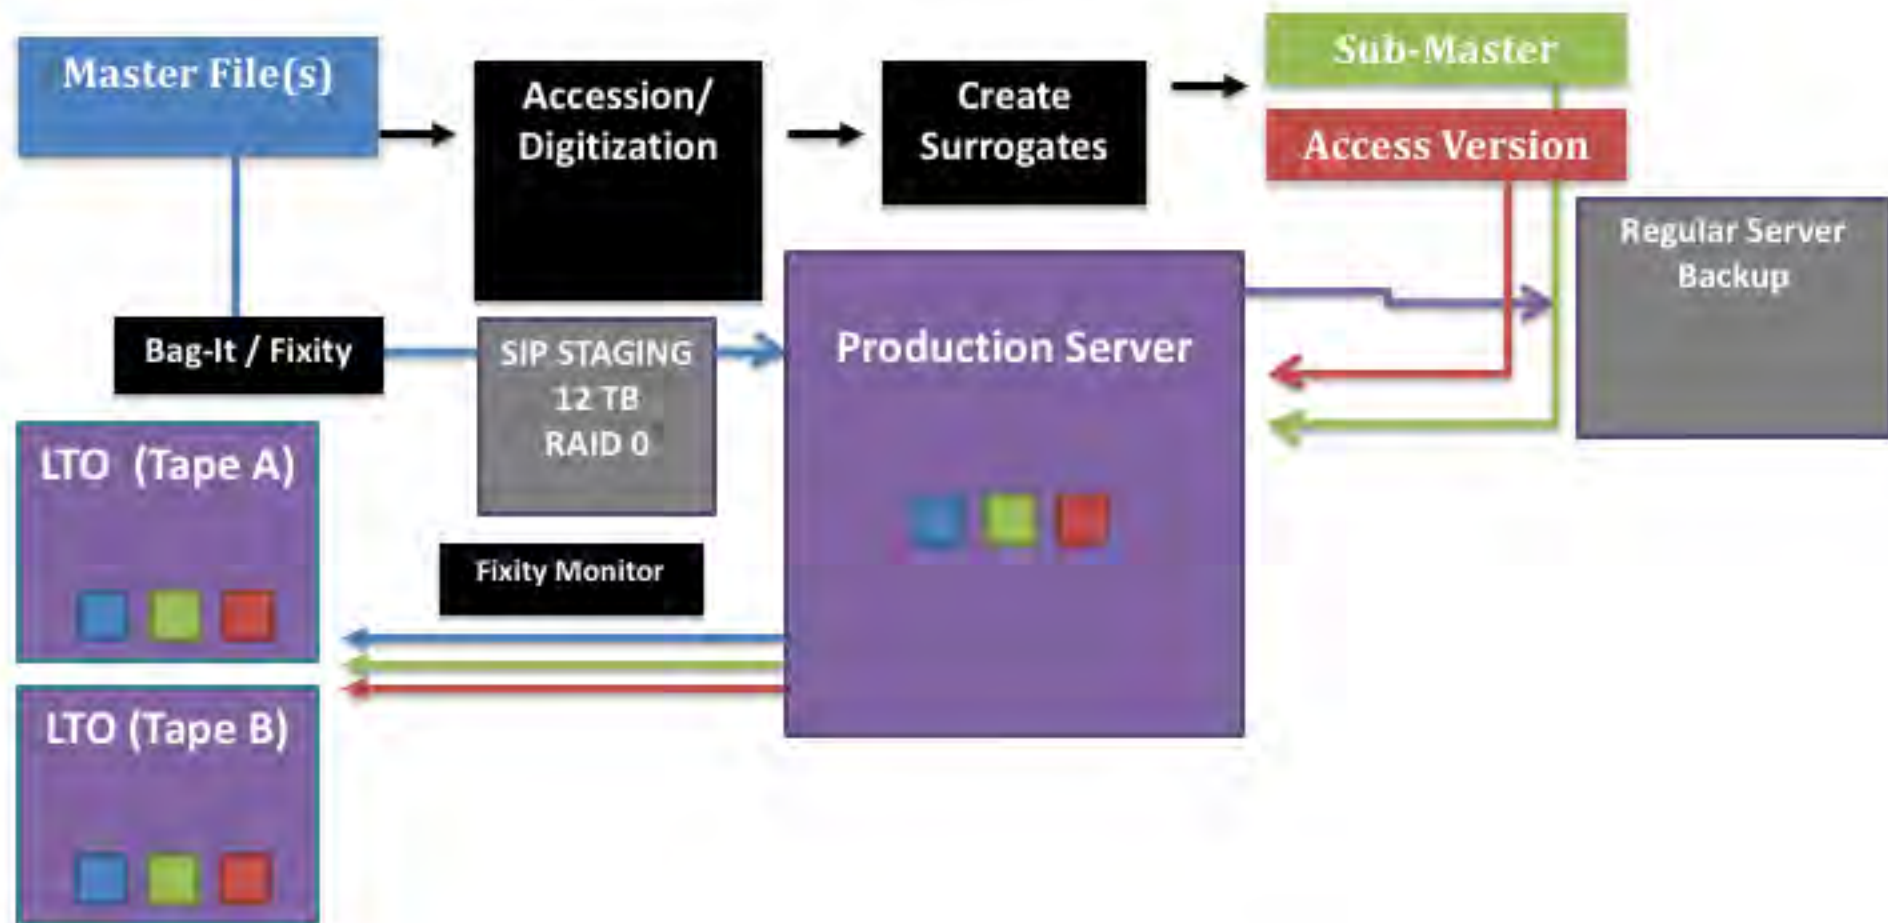 Master File(s)
Accession/
Digitization
Create
Surrogates
Sub-Master
Access Version
Regular Server
Backup
Bag-It / Fixity
SIP STAGING
12 TB
RAID 0
Production Server
LTO  (Tape A)
Fixity Monitor
LTO (Tape B)